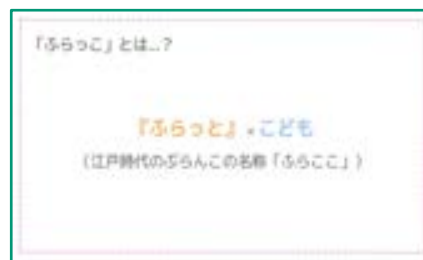 「ふらっこ」とは…?
『ふらっと』+こども
(江戸時代のぶらんこの名称「ふらここ」)